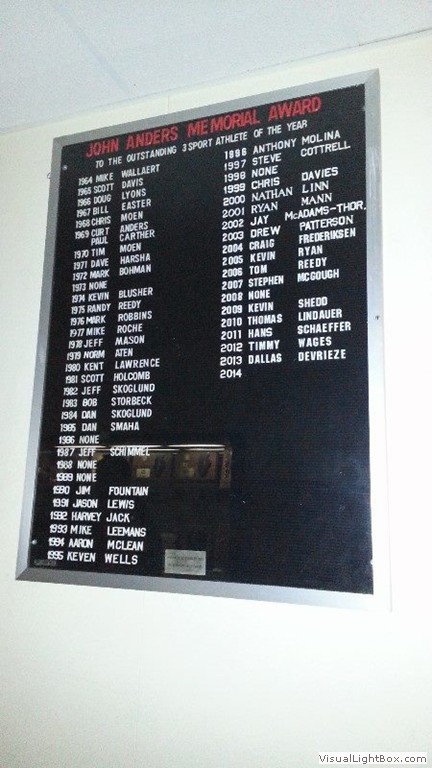 JOHN ANDERS MEMORIAL AWARD
TO THE OUTSTANDING 3 SPORT ATHLETE OF THE YEAR
1964 MIKE WALLAERT
1965 SCOTT DAVIS
1966 DOUG LYONS
1967 BILL EASTER
1968 CHRIS MOEN
1969 CURT ANDERS
PAUL CARTHER
1970 TIM MOEN
1971 DAVE HARSHA
1972 MARK BOHMAN
1973 NONE
1974 KEVIN BLUSHER
1975 RANDY REEDY
1976 MARK ROBBINS
1977 MIKE ROCHE
1978 JEFF MASON
1979 NORM ATEN
1980 KENT LAWRENCE
1981 SCOTT HOLCOMB
1982 JEFF SKOGLUND
1983 BOB STORBECK
1984 DAN SKOGLUND
1985 DAN SMAHA
1986 NONE
1987 JEFF SCHIMMEL
1988 NONE
1989 NONE
1990 JIM FOUNTAIN
1991 JASON LEWIS
1992 HARVEY JACK
1993 MIKE LEEMANS
1994 AARON MCLEAN
1995 KEVEN WELLS
1996 ANTHONY MOLINA
1997 STEVE COTTRELL
1998 NONE
1999 CHRIS DAVIES
2000 NATHAN LINN
2001 RYAN MANN
2002 JAY McADAMS-THOR.
2003 DREW PATTERSON
2004 CRAIG FREDERIKSEN
2005 KEVIN RYAN
2006 TOM REEDY
2007 STEPHEN MCGOUGH
2008 NONE
2009 KEVIN SHEDD
2010 THOMAS LINDAUER
2011 HANS SCHAEFFER
2012 TIMMY WAGES
2013 DALLAS DEVRIEZE
2014
VisualLightBox.com